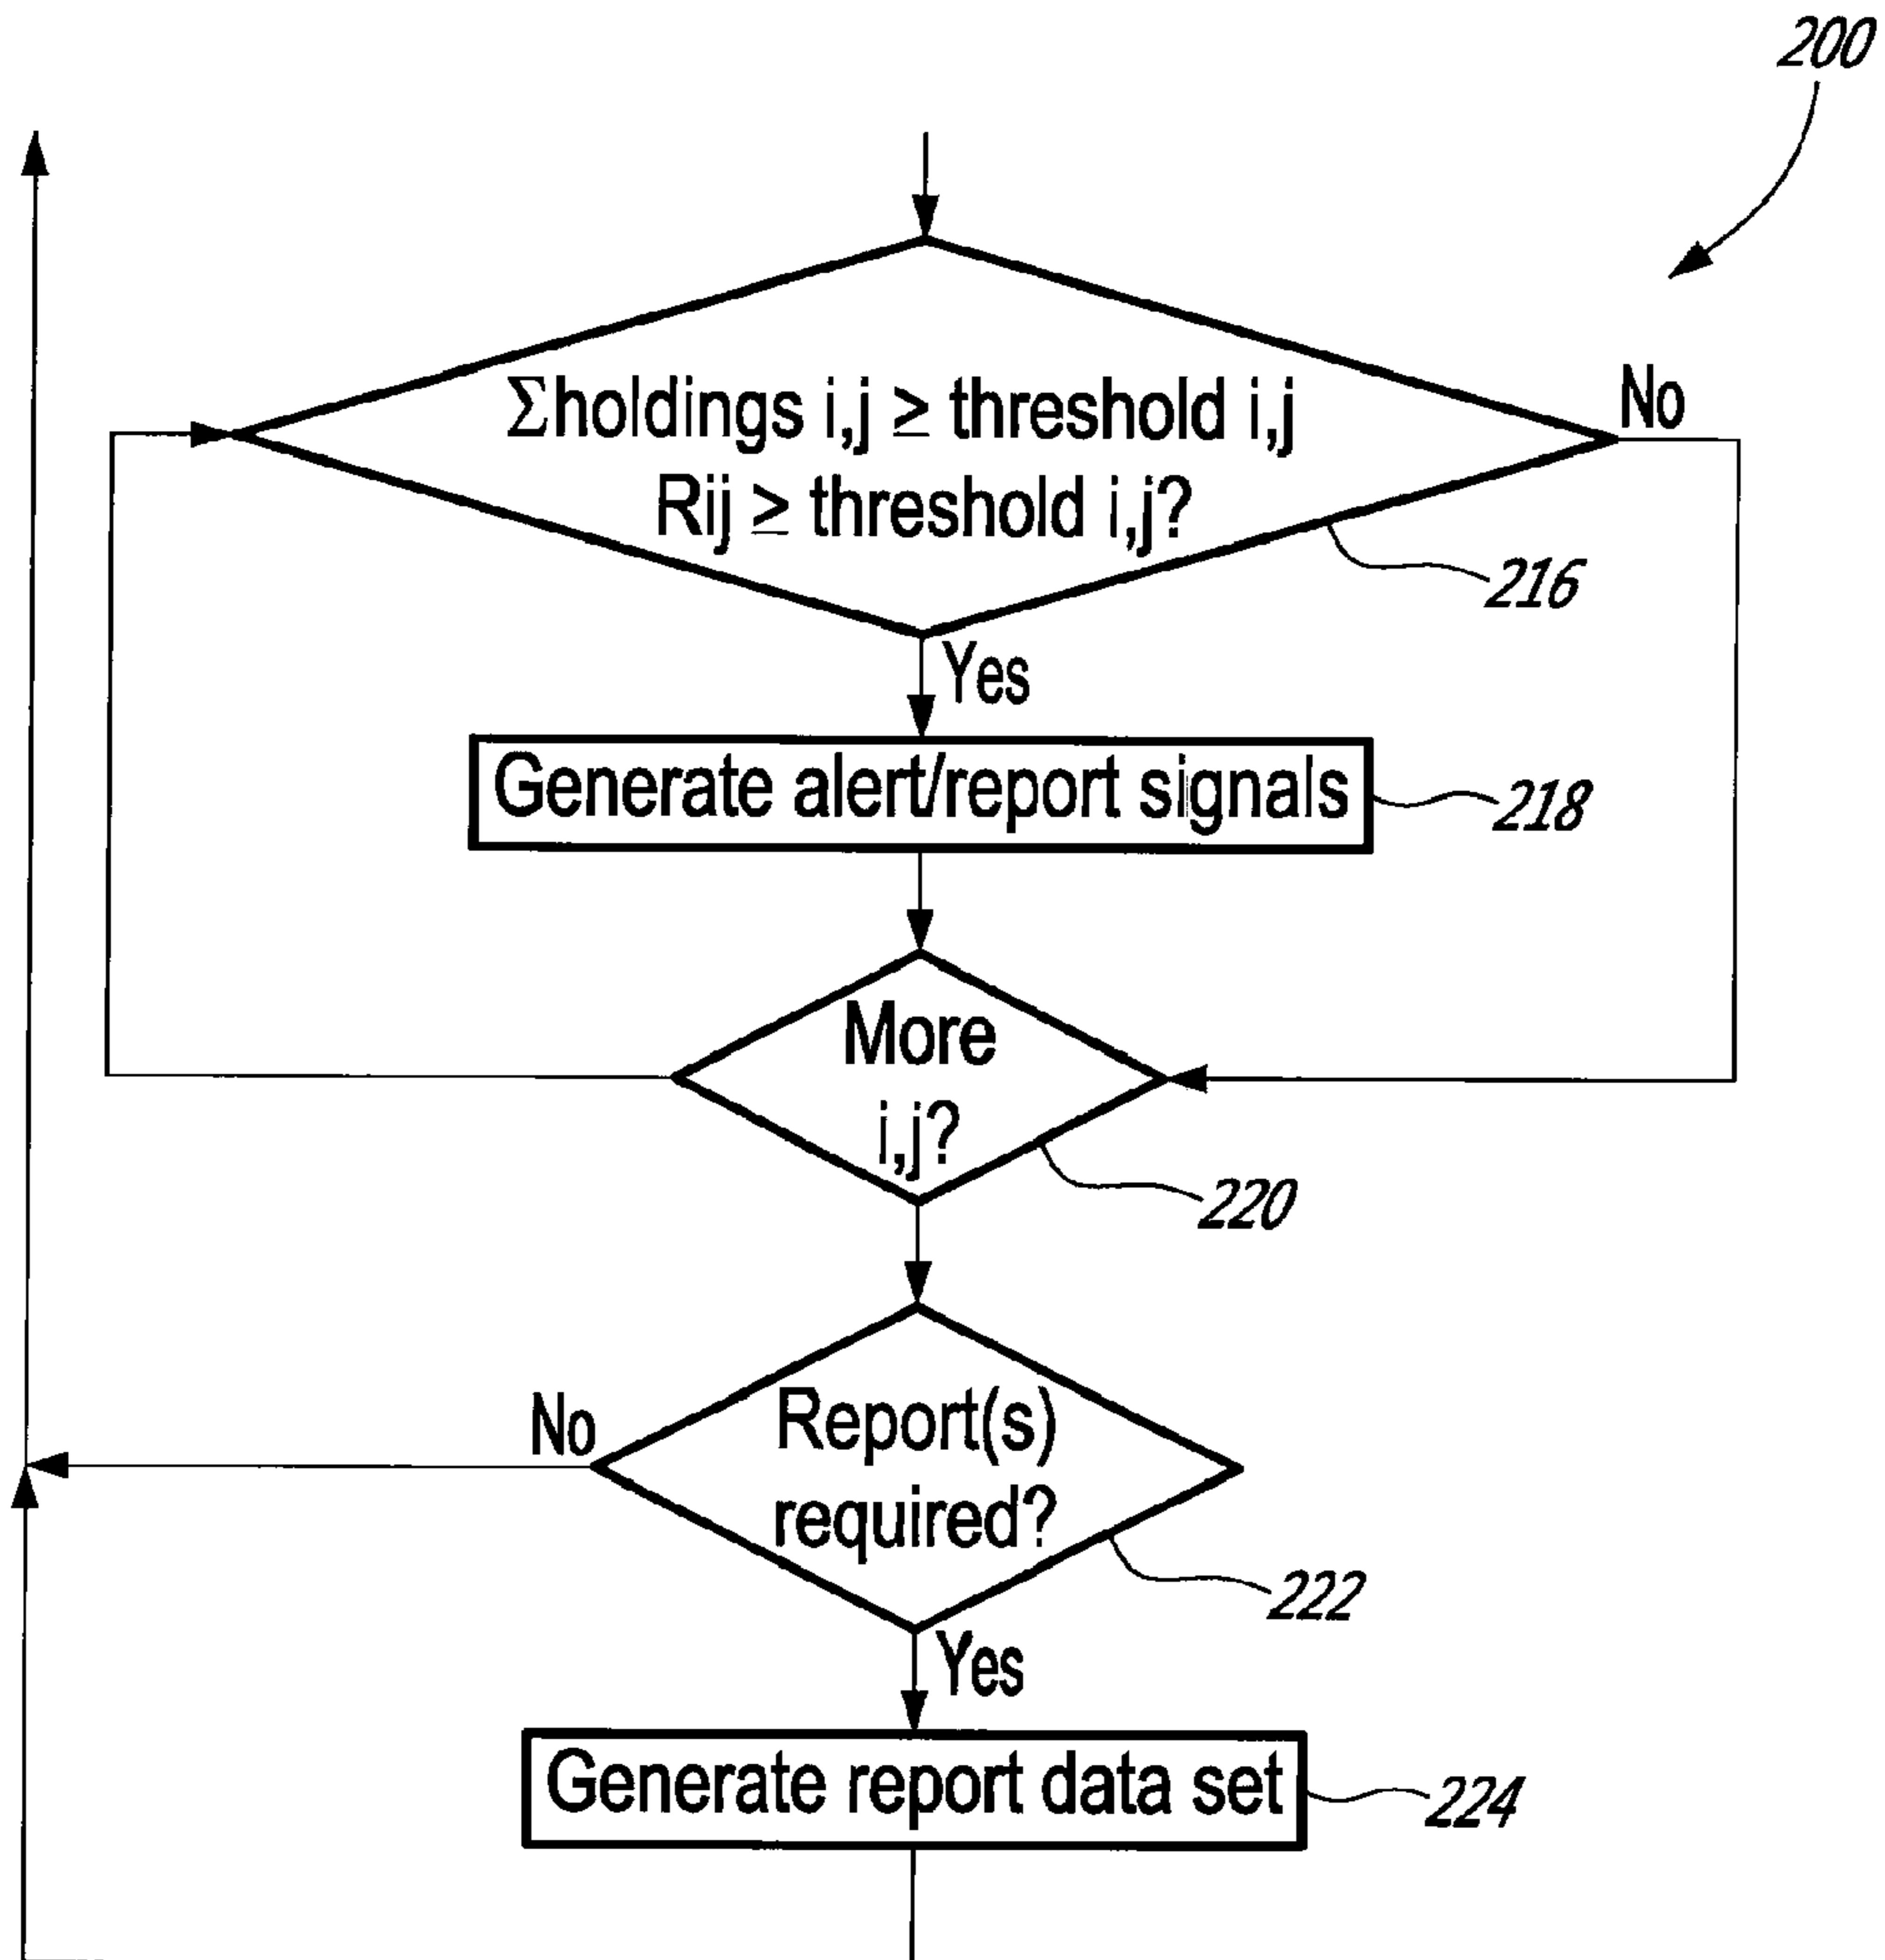 200
Σholdings i,j ≥ threshold i,j
Rij ≥ threshold i,j?
No
216
Yes
Generate alert/report signals
218
More
i,j?
220
Report(s)
required?
No
222
Yes
Generate report data set
224